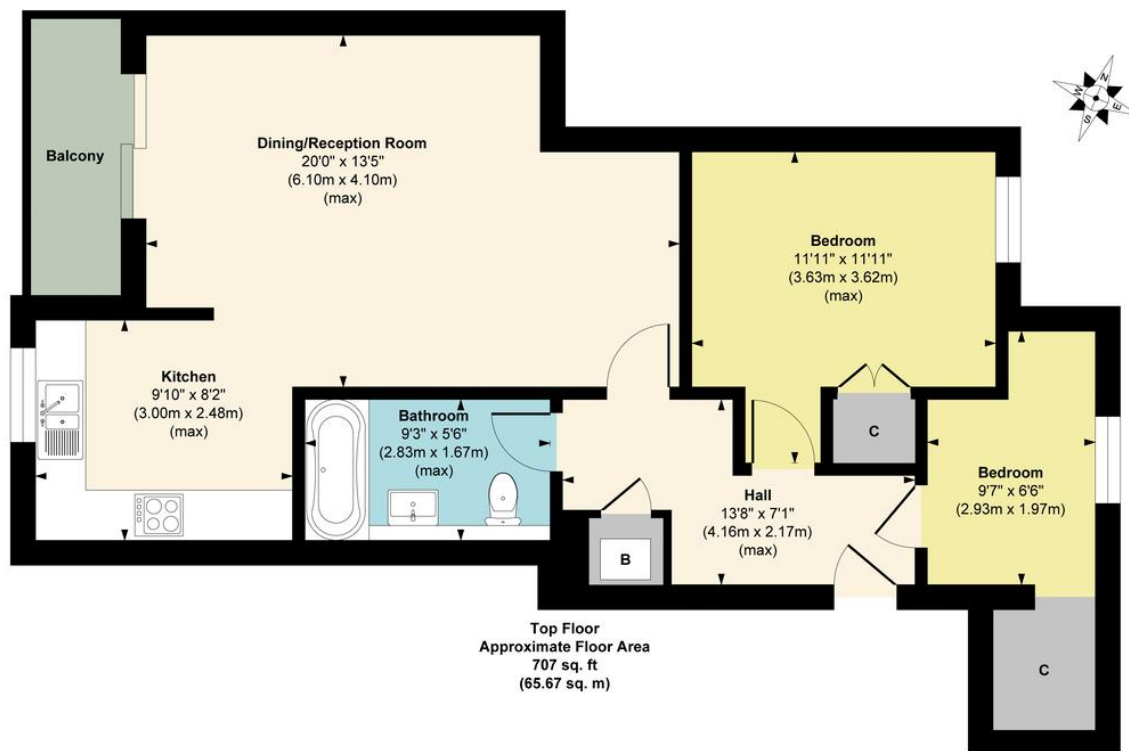 Balcony
Dining/Reception Room
20'0" x 13'5"
(6.10m x 4.10m)
(max)
N
W
E
S
Bedroom
11'11" x 11'11"
(3.63m x 3.62m)
(max)
Kitchen
9'10" x 8'2"
(3.00m x 2.48m)
(max)
Bathroom
9'3" x 5'6"
(2.83m x 1.67m)
(max)
C
Bedroom
9'7" x 6'6"
(2.93m x 1.97m)
Hall
13'8" x 7'1"
(4.16m x 2.17m)
(max)
B
C
Top Floor
Approximate Floor Area
707 sq. ft
(65.67 sq. m)